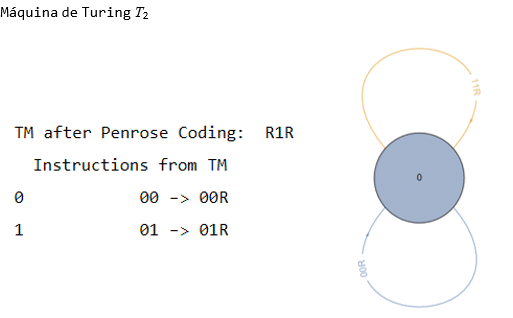 Máquina de Turing T₂
TM after Penrose Coding: R1R
Instructions from TM
0 00 -> 00R
1 01 -> 01R
11R
0
00R